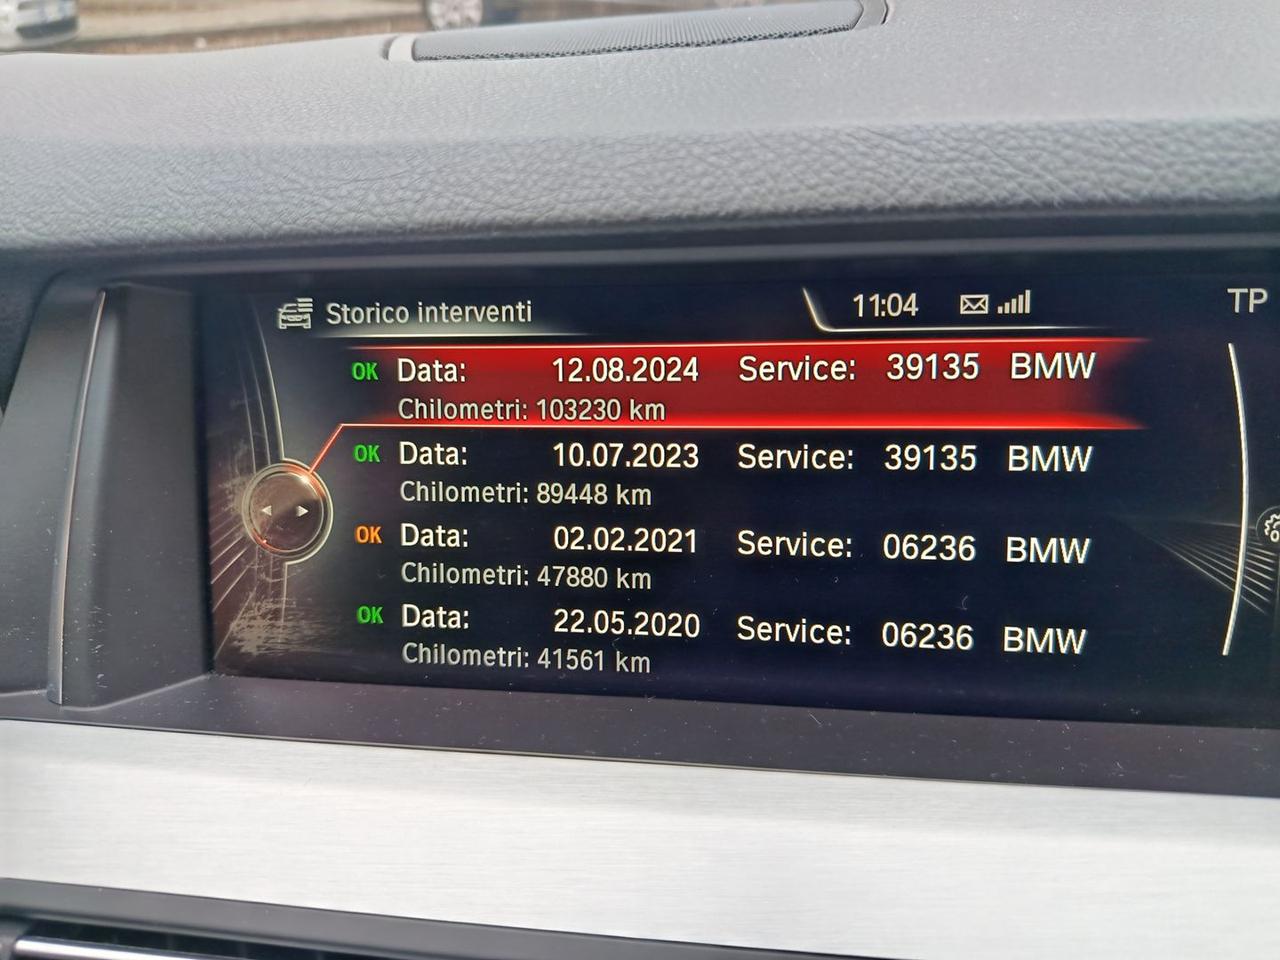 Storico interventi 11:04 TP
OK Data: 12.08.2024 Service: 39135 BMW
Chilometri: 103230 km
OK Data: 10.07.2023 Service: 39135 BMW
Chilometri: 89448 km
OK Data: 02.02.2021 Service: 06236 BMW
Chilometri: 47880 km
OK Data: 22.05.2020 Service: 06236 BMW
Chilometri: 41561 km